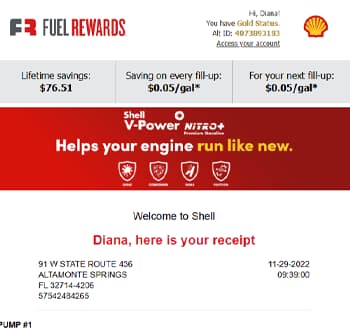 FUEL REWARDS
Hi, Diana!
You have Gold Status.
Alt ID: 4073893193
Access your account
Lifetime savings:
$76.51
Saving on every fill-up:
$0.05/gal*
For your next fill-up:
$0.05/gal*
Shell
V-Power NiTRO+
Premium Gasoline
Helps your engine run like new.
Welcome to Shell
Diana, here is your receipt
91 W STATE ROUTE 436
ALTAMONTE SPRINGS
FL 32714-4206
57542484265
11-29-2022
09:39:00
PUMP #1